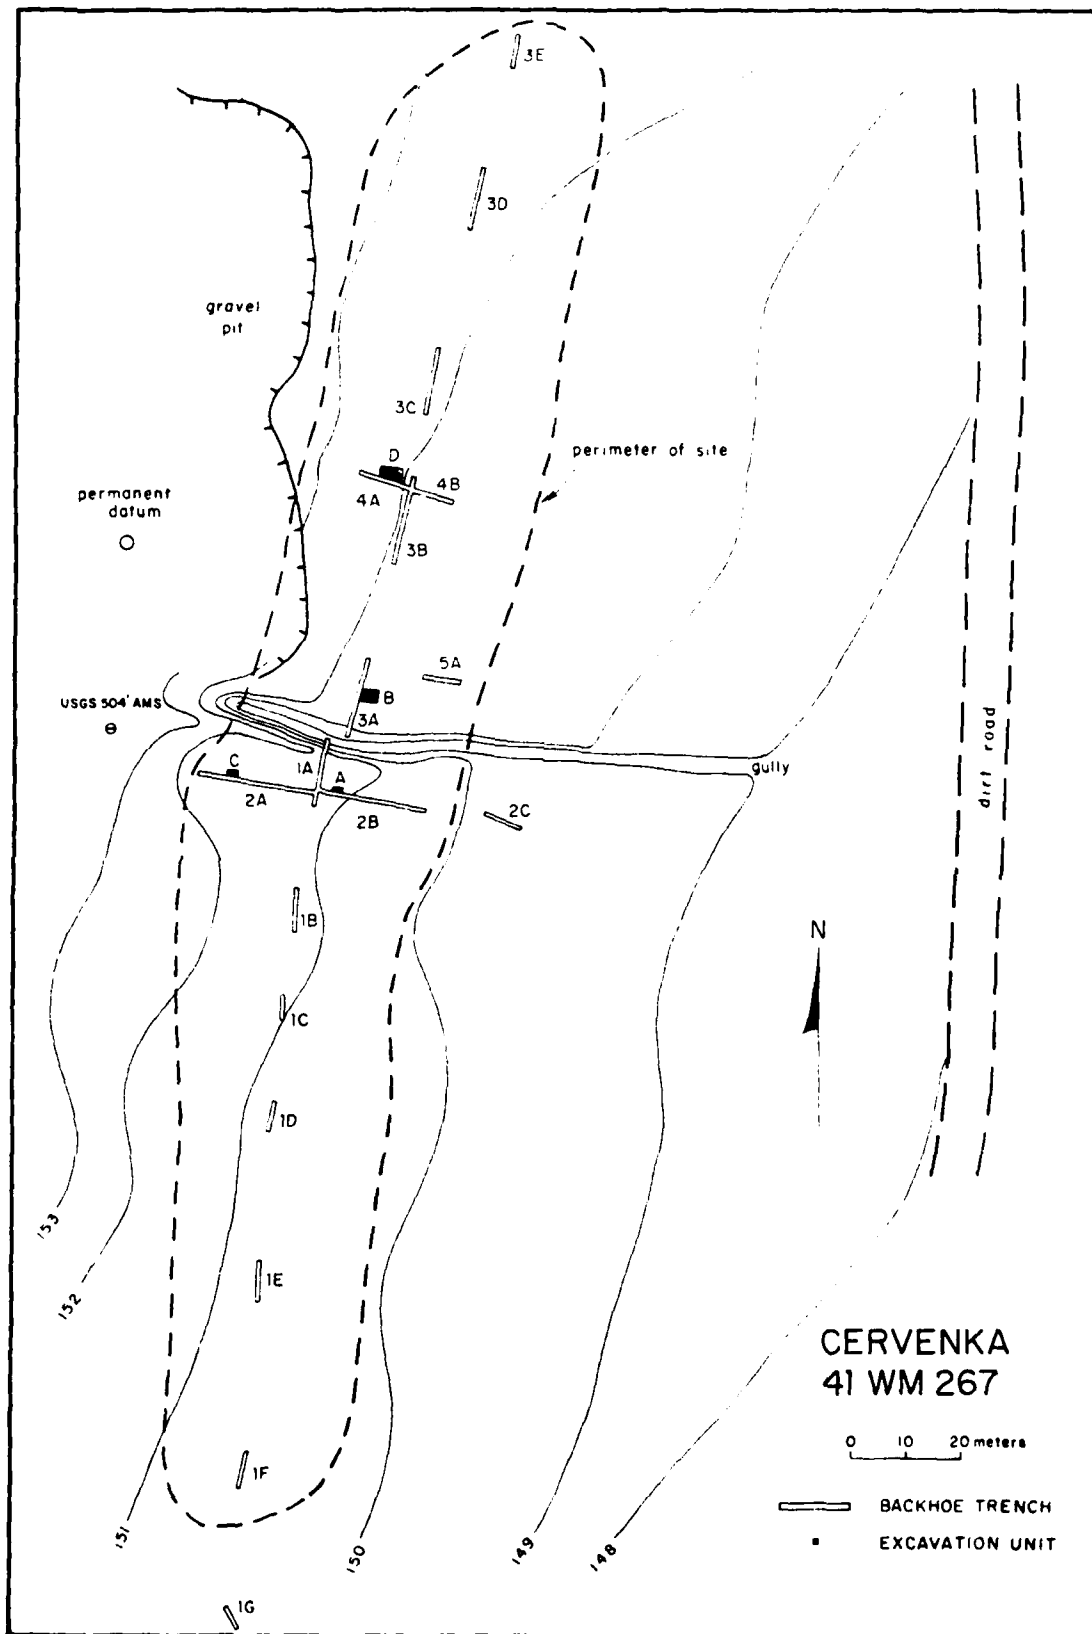 3E
3D
gravel
pit
3C
perimeter of site
D
4B
4A
permanent
datum
3B
5A
USGS 504' AMS
B
3A
dirt road
gully
C
1A
A
2A
2B
2C
1B
N
1C
1D
153
152
1E
CERVENKA
41 WM 267
0 10 20 meters
1F
BACKHOE TRENCH
151
150
149
148
EXCAVATION UNIT
1G